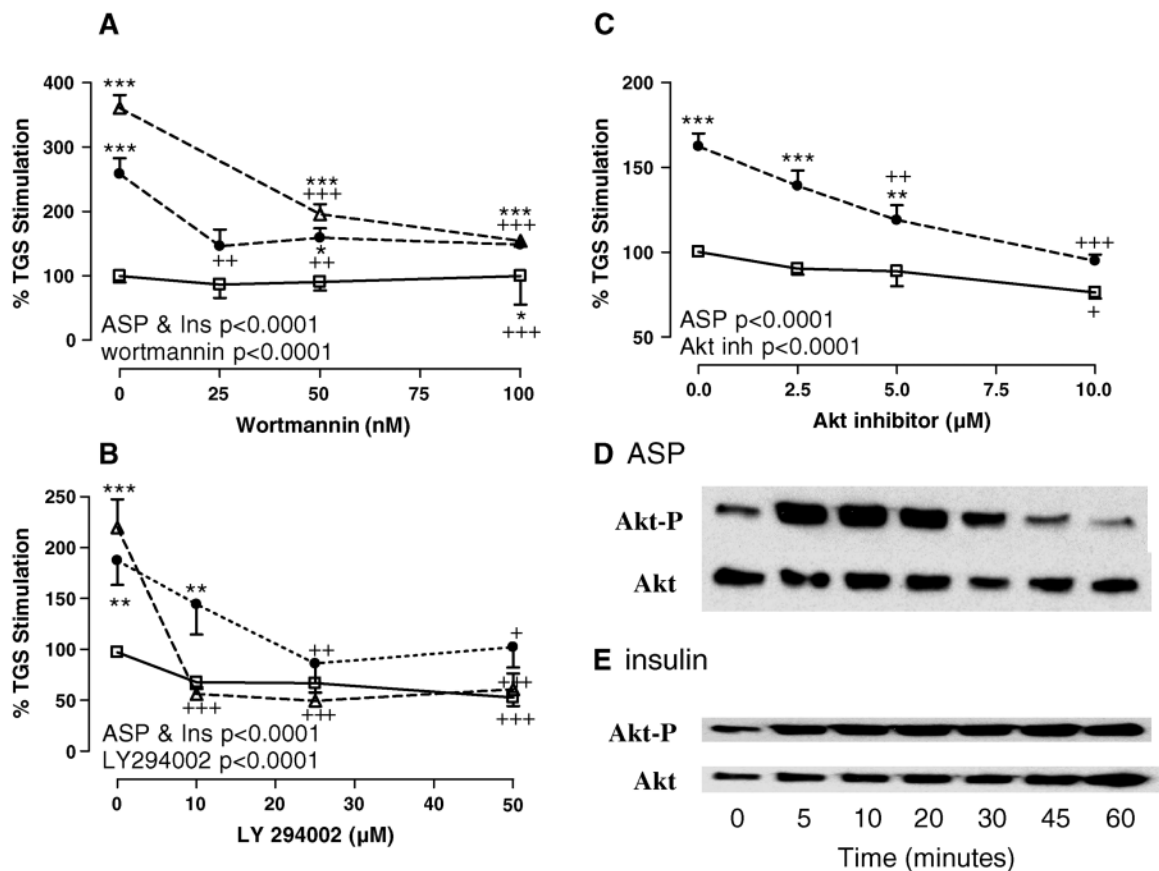 A
400
300
200
100
0
% TGS Stimulation
***
***
++
***
+++
*
++
***
+++
*
+++
ASP & Ins p<0.0001
wortmannin p<0.0001
0 25 50 75 100
Wortmannin (nM)
B
250
200
150
100
50
0
% TGS Stimulation
***
**
**
+++
++
+++
+
+++
+++
ASP & Ins p<0.0001
LY294002 p<0.0001
0 10 20 30 40 50
LY 294002 (µM)
C
200
150
100
50
% TGS Stimulation
***
***
++
**
+++
+
ASP p<0.0001
Akt inh p<0.0001
0.0 2.5 5.0 7.5 10.0
Akt inhibitor (µM)
D ASP
Akt-P
Akt
E insulin
Akt-P
Akt
0 5 10 20 30 45 60
Time (minutes)